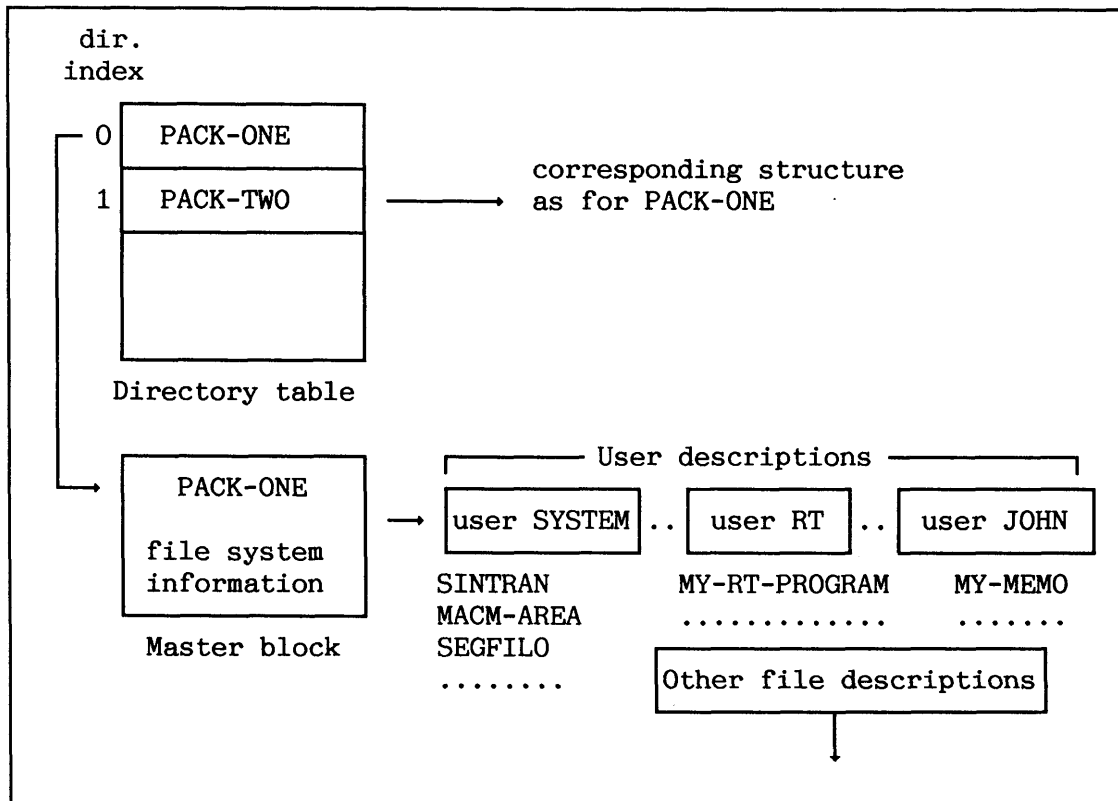 dir.
index
0 PACK-ONE
1 PACK-TWO
corresponding structure
as for PACK-ONE
Directory table
PACK-ONE
file system
information
Master block
User descriptions
user SYSTEM .. user RT .. user JOHN
SINTRAN MY-RT-PROGRAM MY-MEMO
MACM-AREA ............. .......
SEGFILO
........
Other file descriptions